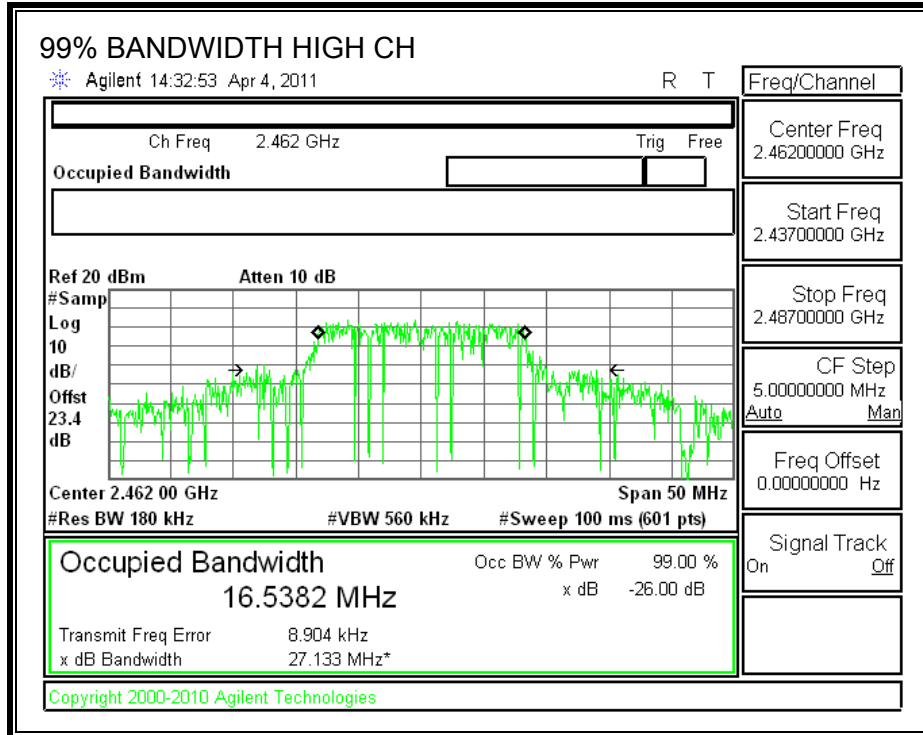 99% BANDWIDTH HIGH CH
Agilent 14:32:53 Apr 4, 2011 R T
Freq/Channel
Ch Freq 2.462 GHz Trig Free
Occupied Bandwidth
Center Freq
2.46200000 GHz
Start Freq
2.43700000 GHz
Stop Freq
2.48700000 GHz
CF Step
5.00000000 MHz
Auto Man
Freq Offset
0.00000000 Hz
Signal Track
On Off
Ref 20 dBm Atten 10 dB
#Samp
Log
10
dB/
Offst
23.4
dB
Center 2.462 00 GHz Span 50 MHz
#Res BW 180 kHz #VBW 560 kHz #Sweep 100 ms (601 pts)
Occupied Bandwidth Occ BW % Pwr 99.00 %
16.5382 MHz x dB -26.00 dB
Transmit Freq Error 8.904 kHz
x dB Bandwidth 27.133 MHz*
Copyright 2000-2010 Agilent Technologies